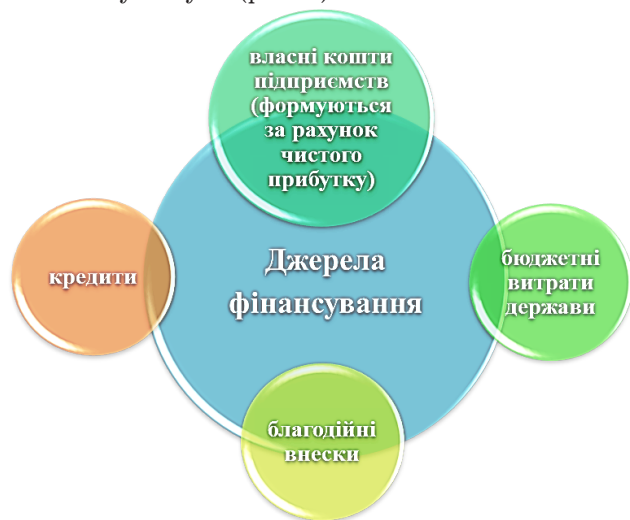 власні кошти
підприємств
(формуються
за рахунок
чистого
прибутку)
Джерела
фінансування
кредити
бюджетні
витрати
держави
благодійні
внески